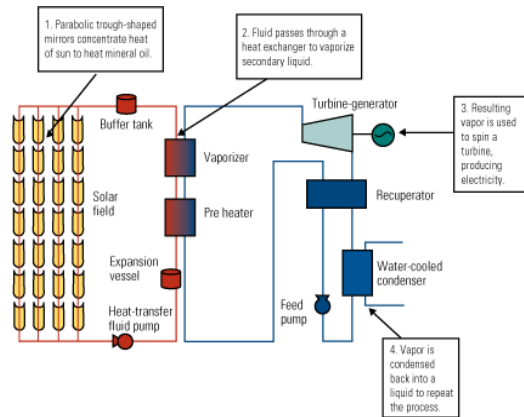 1. Parabolic trough-shaped
mirrors concentrate heat
of sun to heat mineral oil.
2. Fluid passes through a
heat exchanger to vaporize
secondary liquid.
Turbine-generator
3. Resulting
vapor is used
to spin a
turbine,
producing
electricity.
Buffer tank
Vaporizer
Solar
field
Pre heater
Recuperator
Expansion
vessel
Water-cooled
condenser
Heat-transfer
fluid pump
Feed
pump
4. Vapor is
condensed
back into a
liquid to repeat
the process.